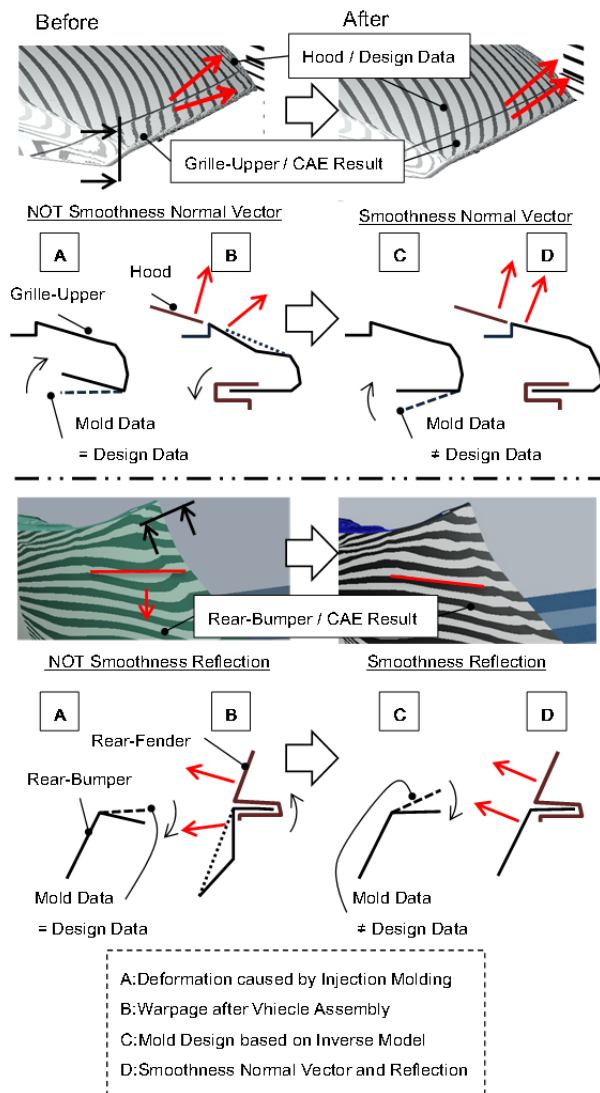 Before
After
Hood / Design Data
Grille-Upper / CAE Result
NOT Smoothness Normal Vector
Smoothness Normal Vector
A
B
C
D
Hood
Grille-Upper
Mold Data
= Design Data
Mold Data
≠ Design Data
Rear-Bumper / CAE Result
NOT Smoothness Reflection
Smoothness Reflection
A
B
C
D
Rear-Fender
Rear-Bumper
Mold Data
= Design Data
Mold Data
≠ Design Data
A:Deformation caused by Injection Molding
B:Warpage after Vhiecle Assembly
C:Mold Design based on Inverse Model
D:Smoothness Normal Vector and Reflection